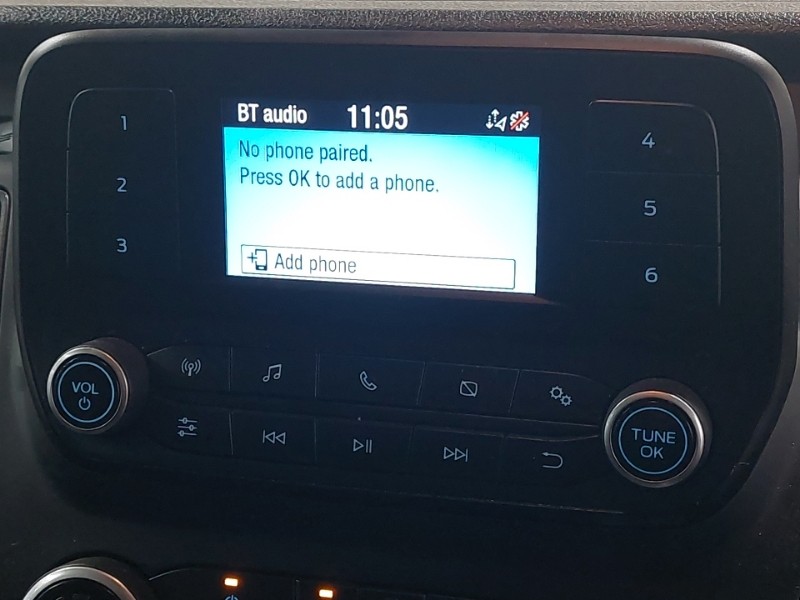 BT audio 11:05
No phone paired.
Press OK to add a phone.
Add phone
1
2
3
4
5
6
VOL
TUNE
OK